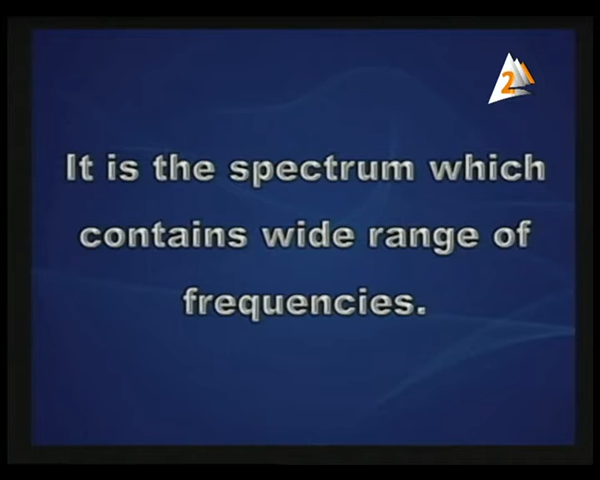 2
It is the spectrum which
contains wide range of
frequencies.